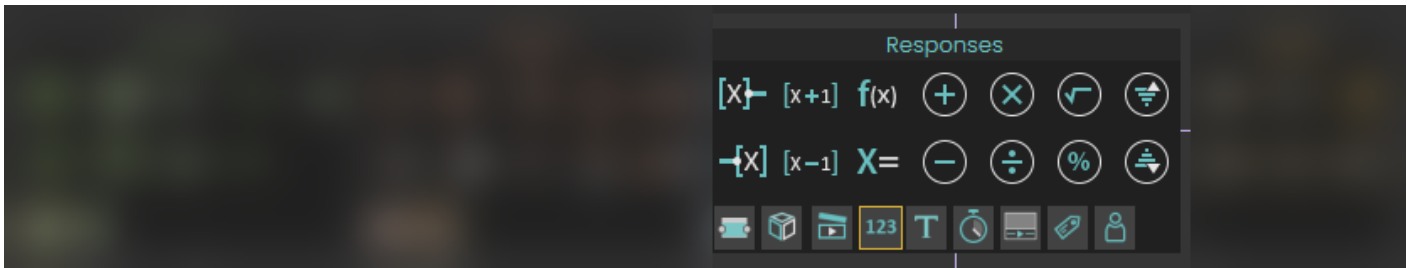 Responses
[X] [X+1] f(x) + × √ 
[X] [X−1] X= − ÷ %
123 T